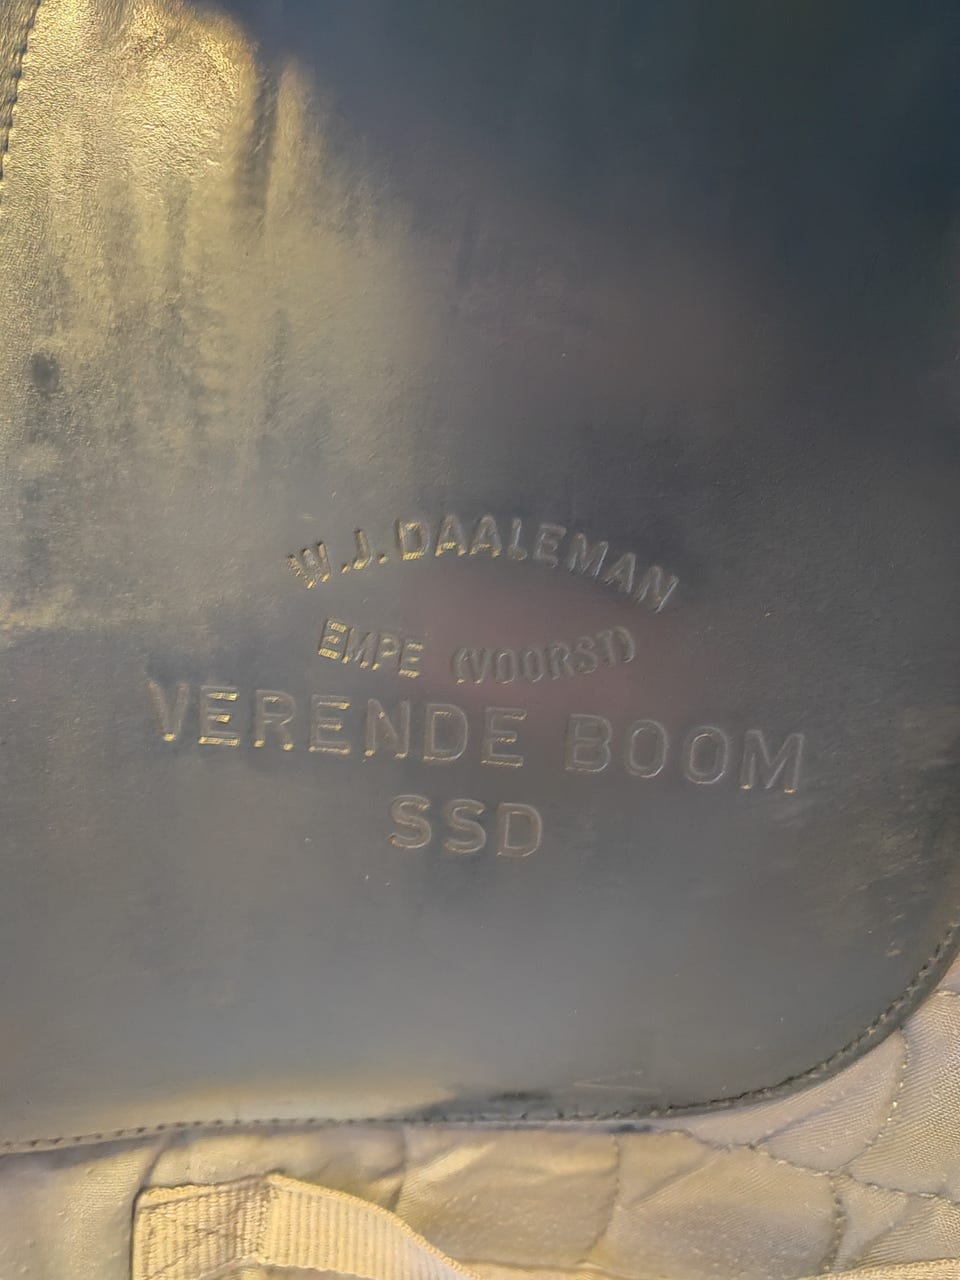 W.J. DAALEMAN
EMPE (VOORST)
VERENDE BOOM
SSD